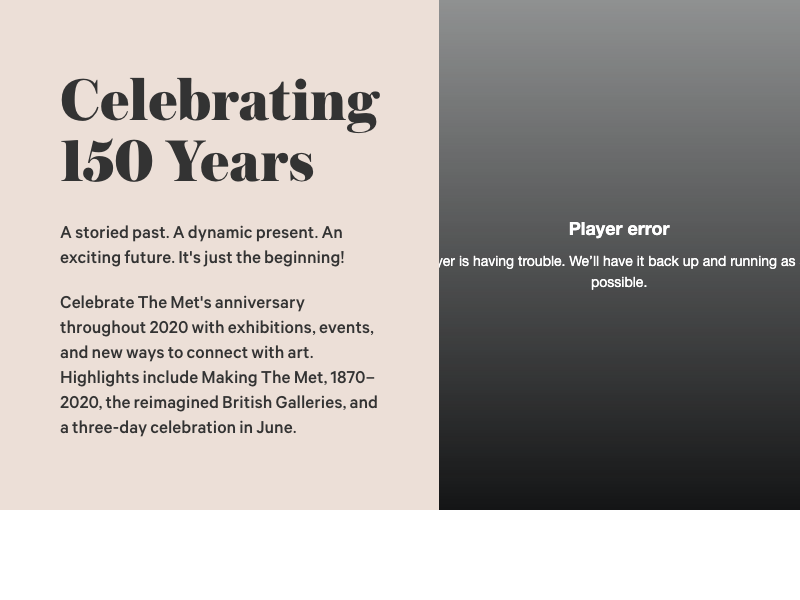 Celebrating
150 Years
A storied past. A dynamic present. An
exciting future. It's just the beginning!
Celebrate The Met's anniversary
throughout 2020 with exhibitions, events,
and new ways to connect with art.
Highlights include Making The Met, 1870–
2020, the reimagined British Galleries, and
a three-day celebration in June.
Player error
is having trouble. We’ll have it back up and running as
possible.